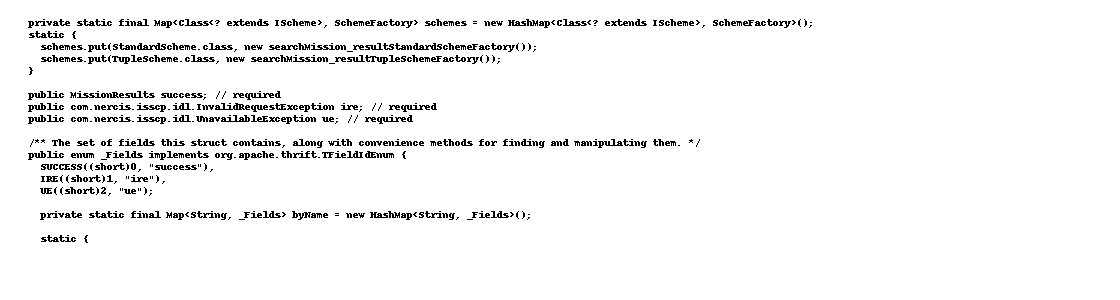 private static final Map<Class<? extends IScheme>, SchemeFactory> schemes = new HashMap<Class<? extends IScheme>, SchemeFactory>();
static {
  schemes.put(StandardScheme.class, new searchMission_resultStandardSchemeFactory());
  schemes.put(TupleScheme.class, new searchMission_resultTupleSchemeFactory());
}

public MissionResults success; // required
public com.nercis.isscp.idl.InvalidRequestException ire; // required
public com.nercis.isscp.idl.UnavailableException ue; // required

/** The set of fields this struct contains, along with convenience methods for finding and manipulating them. */
public enum _Fields implements org.apache.thrift.TFieldIdEnum {
  SUCCESS((short)0, "success"),
  IRE((short)1, "ire"),
  UE((short)2, "ue");

  private static final Map<String, _Fields> byName = new HashMap<String, _Fields>();

  static {